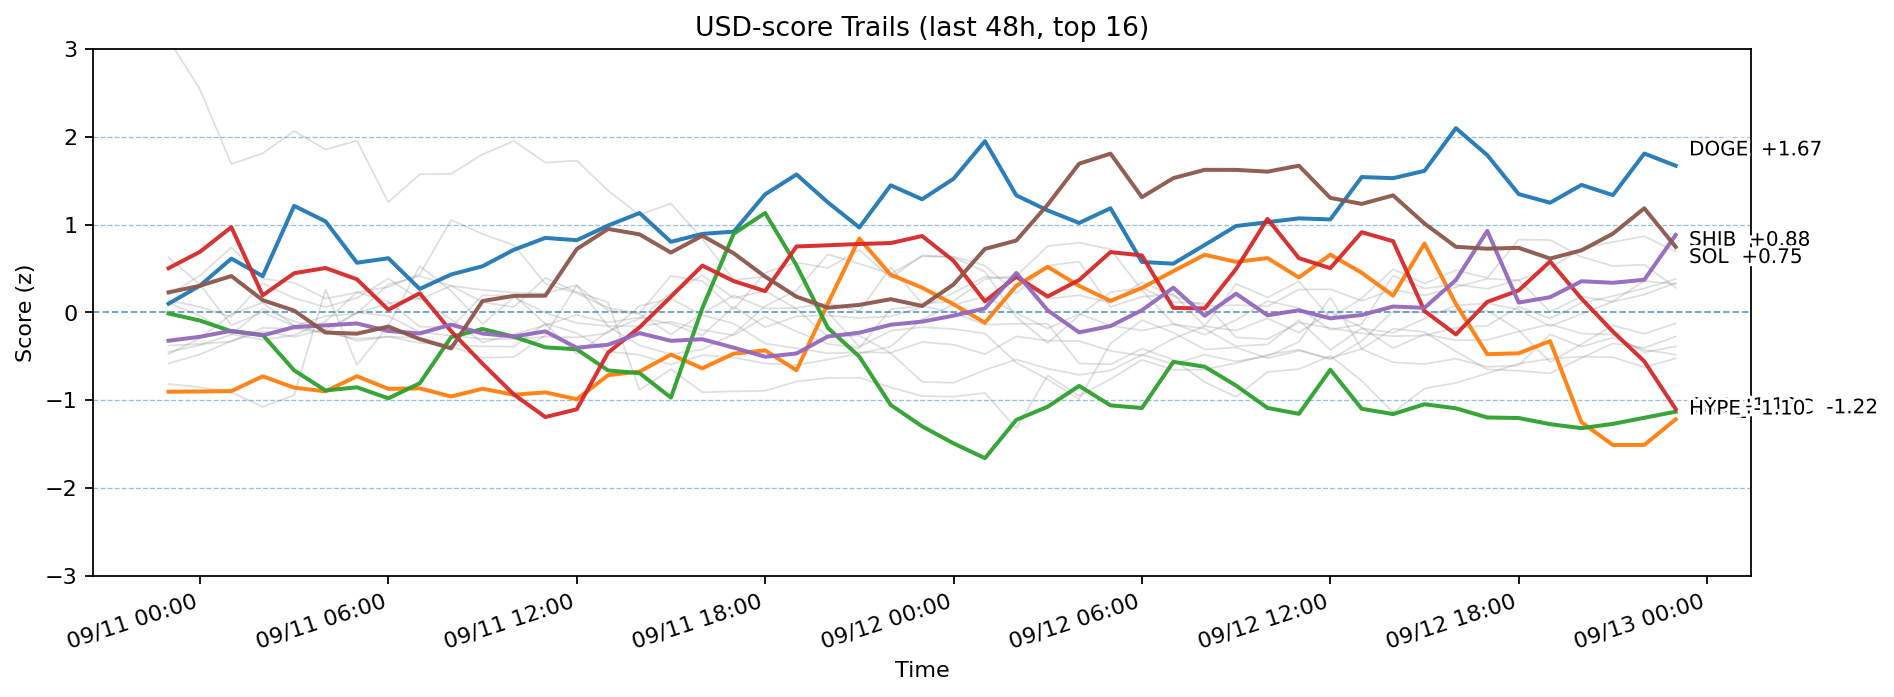 USD-score Trails (last 48h, top 16)
Score (z)
3
2
1
0
−1
−2
−3
DOGE +1.67
SHIB +0.88
SOL +0.75
HYPE -1.10
-1.22
09/11 00:00
09/11 06:00
09/11 12:00
09/11 18:00
09/12 00:00
09/12 06:00
09/12 12:00
09/12 18:00
09/13 00:00
Time